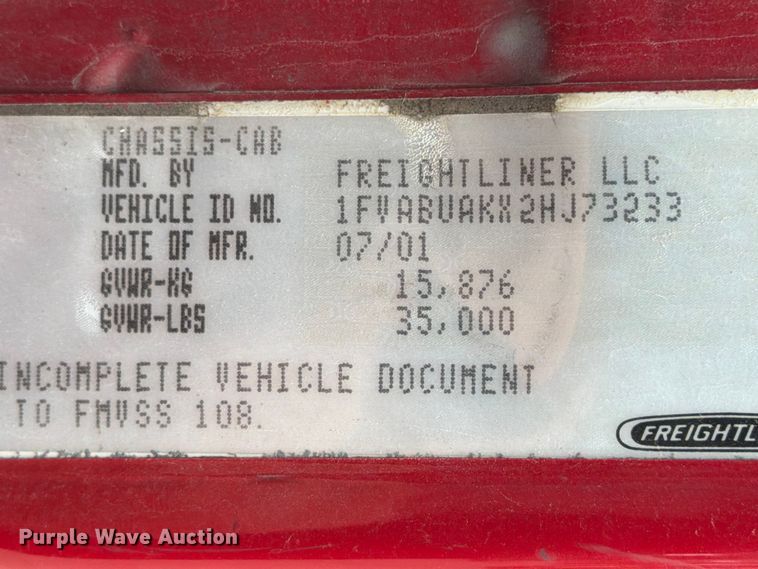 CHASSIS-CAB
MFD. BY FREIGHTLINER LLC
VEHICLE ID NO. 1FVABUAKX2HJ73233
DATE OF MFR. 07/01
GVWR-KG 15,876
GVWR-LBS 35,000
INCOMPLETE VEHICLE DOCUMENT
TO FMVSS 108.
FREIGHTL
Purple Wave Auction